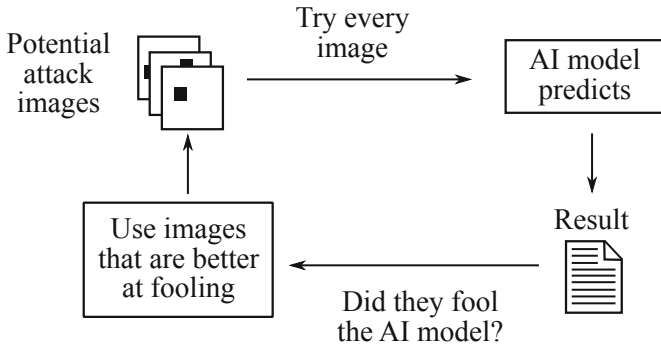 Potential
attack
images
Try every
image
AI model
predicts
Result
Did they fool
the AI model?
Use images
that are better
at fooling